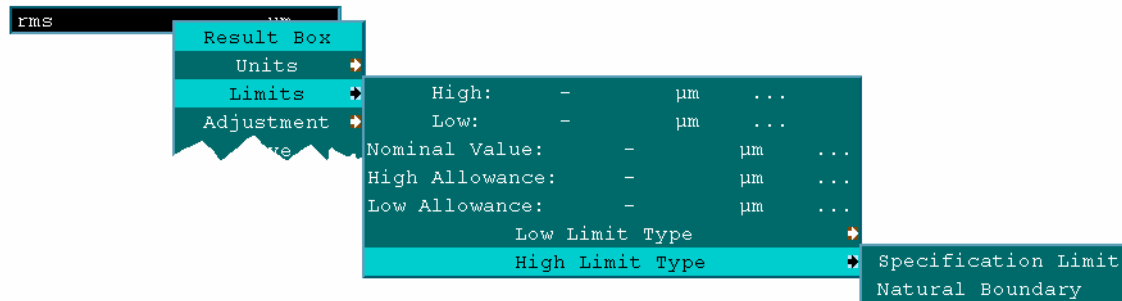 rms
Result Box
Units
Limits
Adjustment
High: - µm ...
Low: - µm ...
Nominal Value: - µm ...
High Allowance: - µm ...
Low Allowance: - µm ...
Low Limit Type
High Limit Type
Specification Limit
Natural Boundary